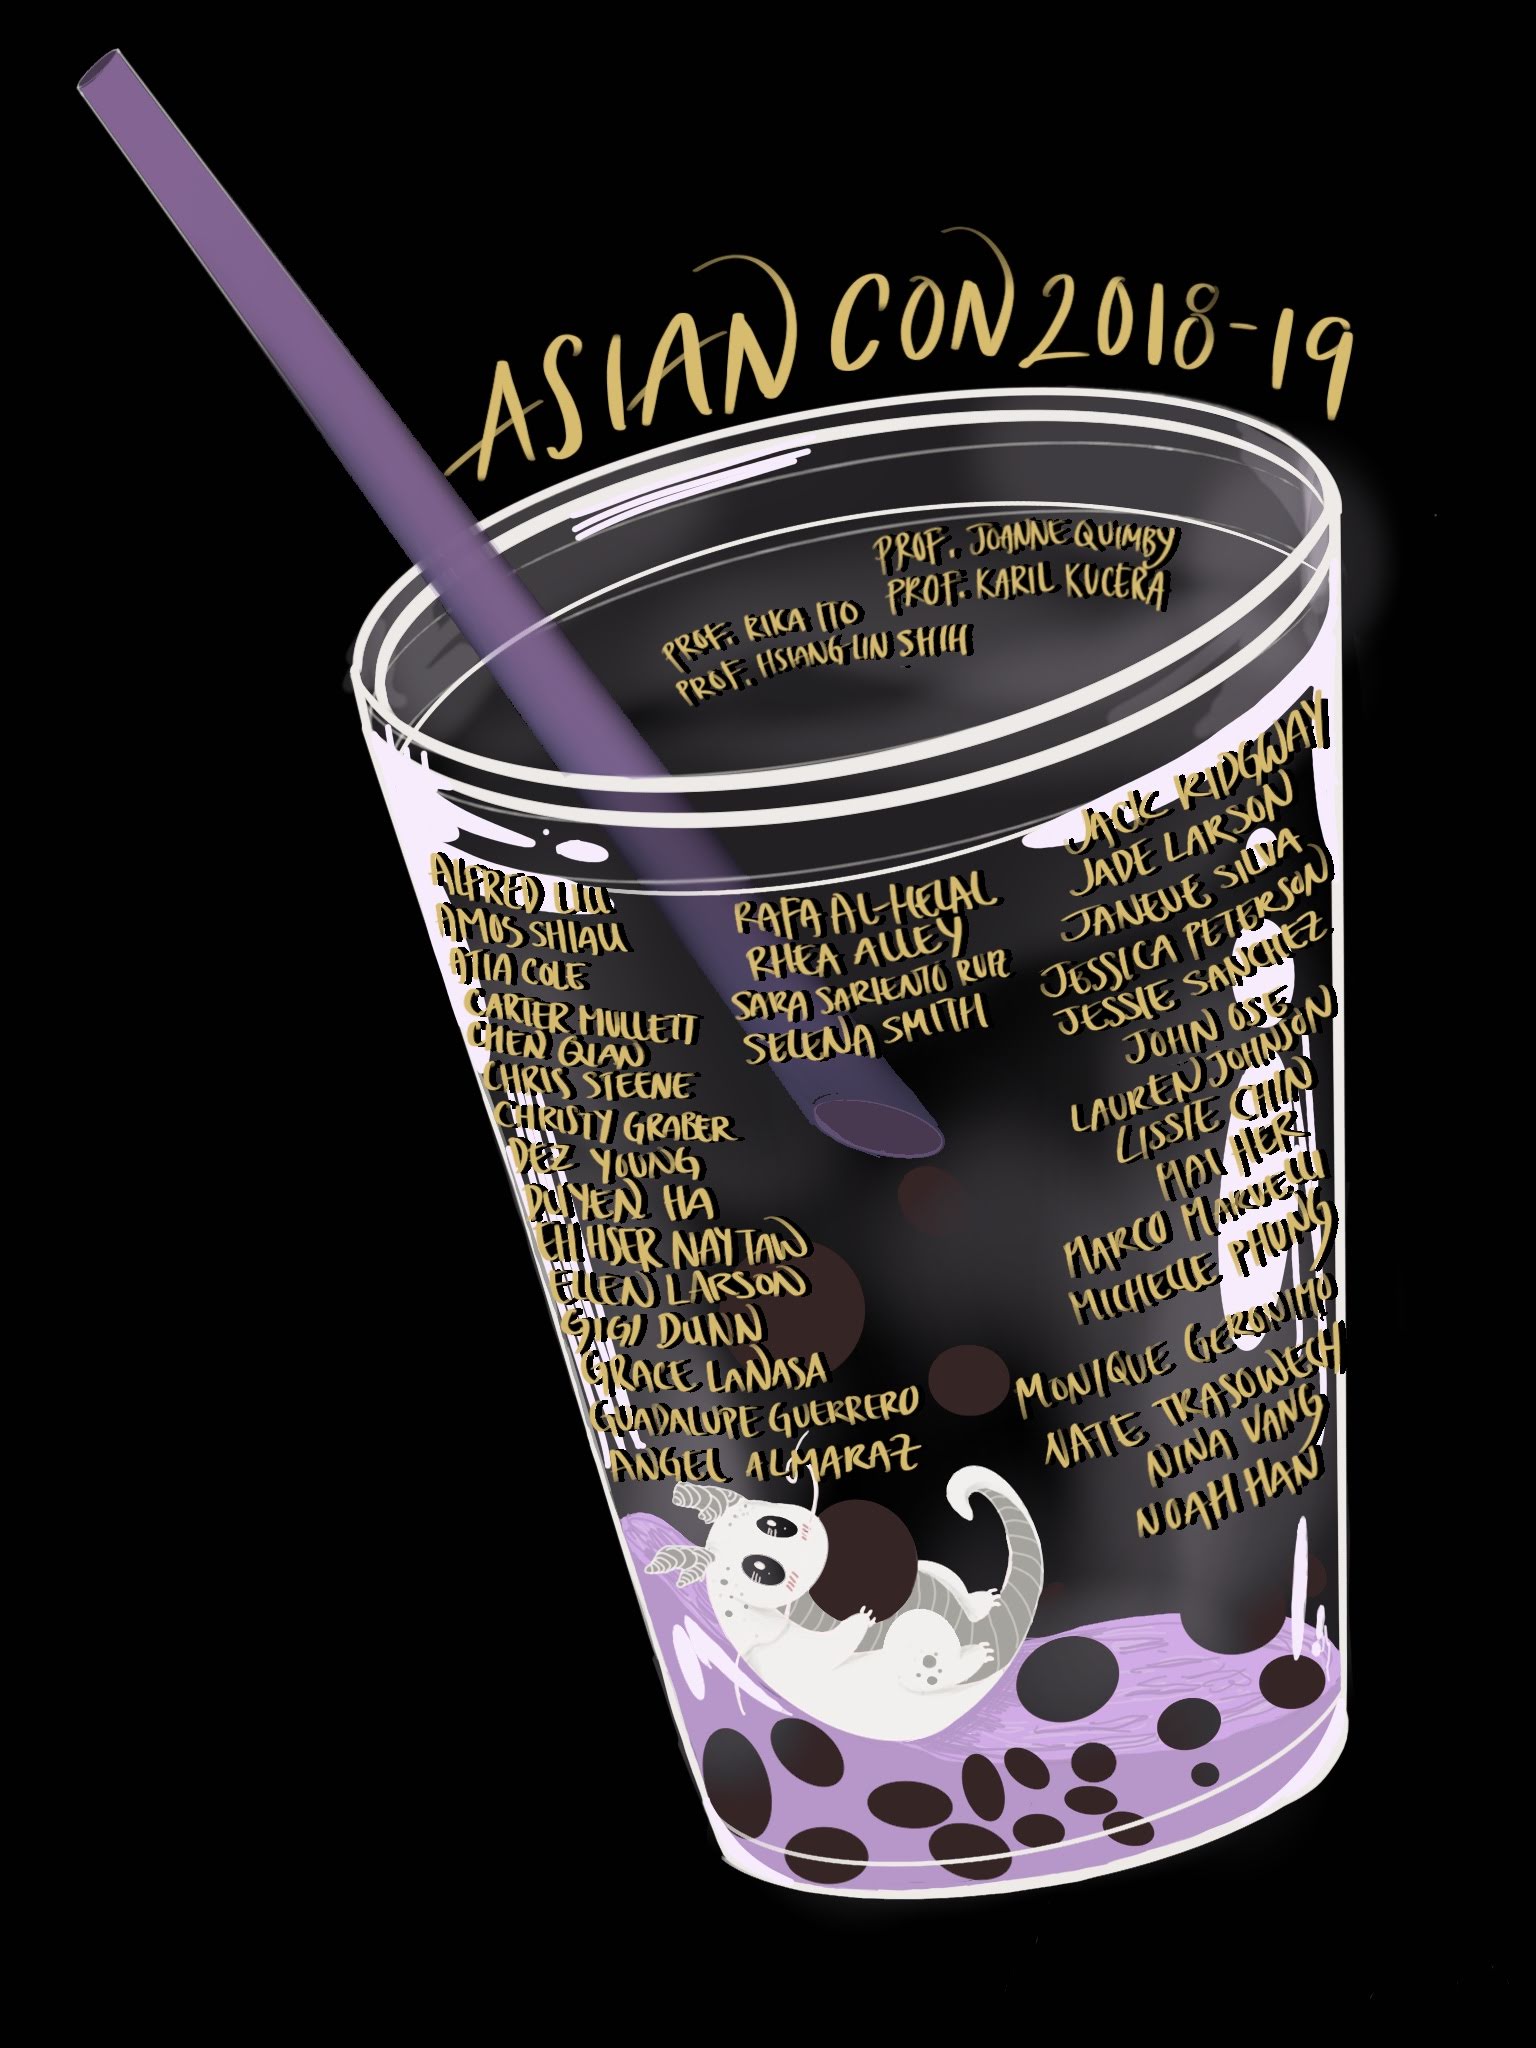 ASIAN CON 2018-19
PROF. JOANNE QUIMBY
PROF. KARIL KUCERA
PROF. RIKA ITO
PROF. HSIANG-LIN SHIH
ALFRED LIU
AMOS SHIAU
ATIA COLE
CARTER MULLETT
CHEN QIAN
CHRIS STEENE
CHRISTY GRABER
DEZ YOUNG
DUYEN HA
EH HSER NAY TAW
ELLEN LARSON
GIGI DUNN
GRACE LANASA
GUADALUPE GUERRERO
ANGEL ALMARAZ
RAFA AL-HELAL
RHEA ALLEY
SARA SARIENTO RUIZ
SELENA SMITH
JACK RIDGWAY
JADE LARSON
JANEVE SILVA
JESSICA PETERSON
JESSIE SANCHEZ
JOHN OSE
LAUREN JOHNSON
LISSIE CHIN
MAI HER
MARCO MARVELLI
MICHELLE PHUNG
MONIQUE GERONIMO
NATE TRASOWECH
NINA VANG
NOAH HAN